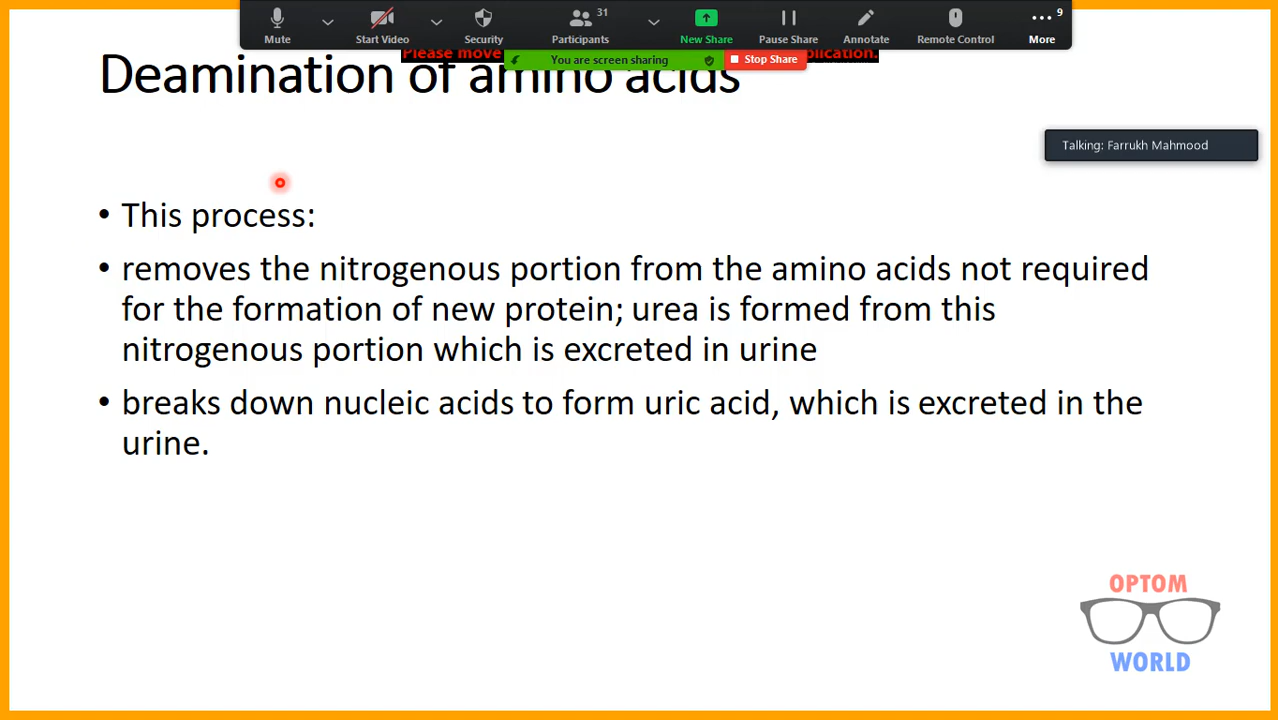 31
9
Mute
Start Video
Security
Participants
New Share
Pause Share
Annotate
Remote Control
More
Please move
You are screen sharing
Stop Share
plication.
Deamination of amino acids
Talking: Farrukh Mahmood
• This process:
• removes the nitrogenous portion from the amino acids not required
for the formation of new protein; urea is formed from this
nitrogenous portion which is excreted in urine
• breaks down nucleic acids to form uric acid, which is excreted in the
urine.
OPTOM
WORLD